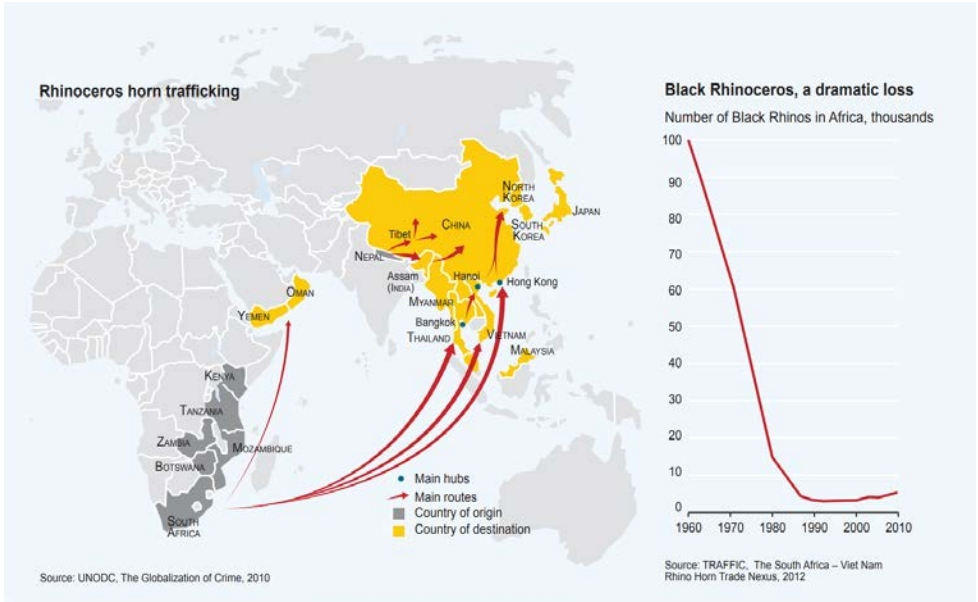 Rhinoceros horn trafficking
NORTH
KOREA
JAPAN
SOUTH
KOREA
CHINA
Tibet
NEPAL
Assam
(INDIA)
Hanoi
Hong Kong
MYANMAR
Bangkok
THAILAND
VIETNAM
MALAYSIA
OMAN
YEMEN
KENYA
TANZANIA
ZAMBIA
MOZAMBIQUE
BOTSWANA
SOUTH
AFRICA
Main hubs
Main routes
Country of origin
Country of destination
Source: UNODC, The Globalization of Crime, 2010
Black Rhinoceros, a dramatic loss
Number of Black Rhinos in Africa, thousands
100
90
80
70
60
50
40
30
20
10
0
1960 1970 1980 1990 2000 2010
Source: TRAFFIC, The South Africa – Viet Nam
Rhino Horn Trade Nexus, 2012